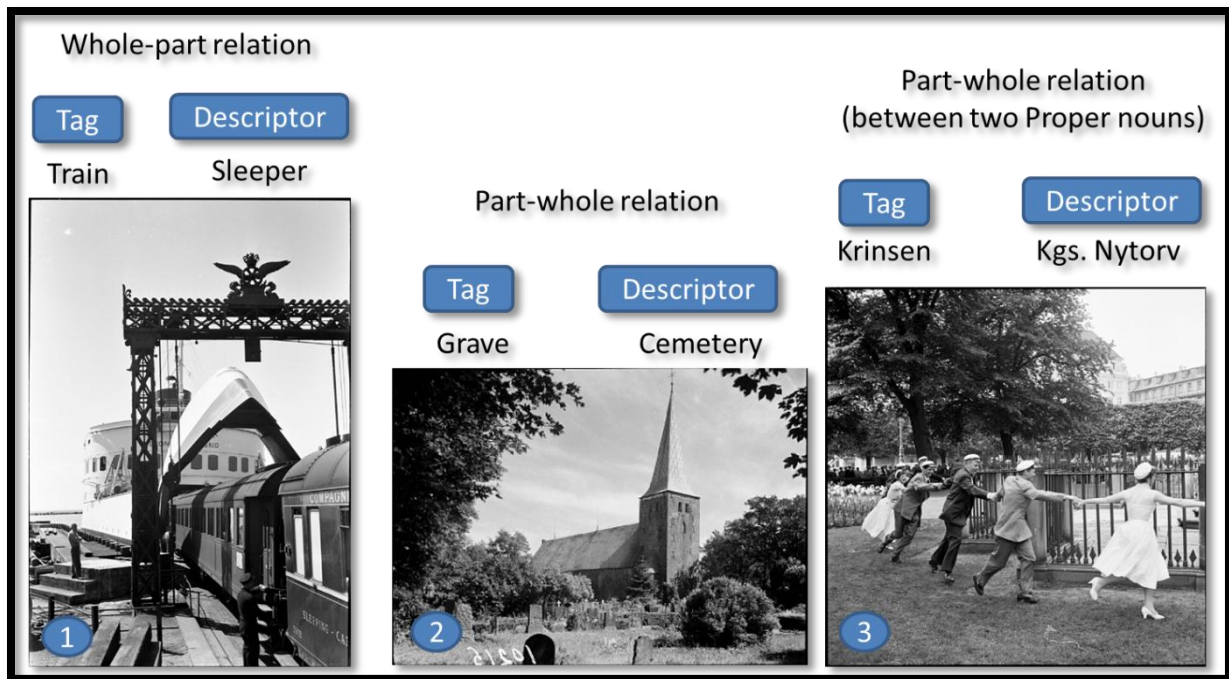 Whole-part relation
Tag
Descriptor
Train
Sleeper
COMPAGNI
SLEEPING-CA
1
Part-whole relation
Tag
Descriptor
Grave
Cemetery
10215
2
Part-whole relation
(between two Proper nouns)
Tag
Descriptor
Krinsen
Kgs. Nytorv
3